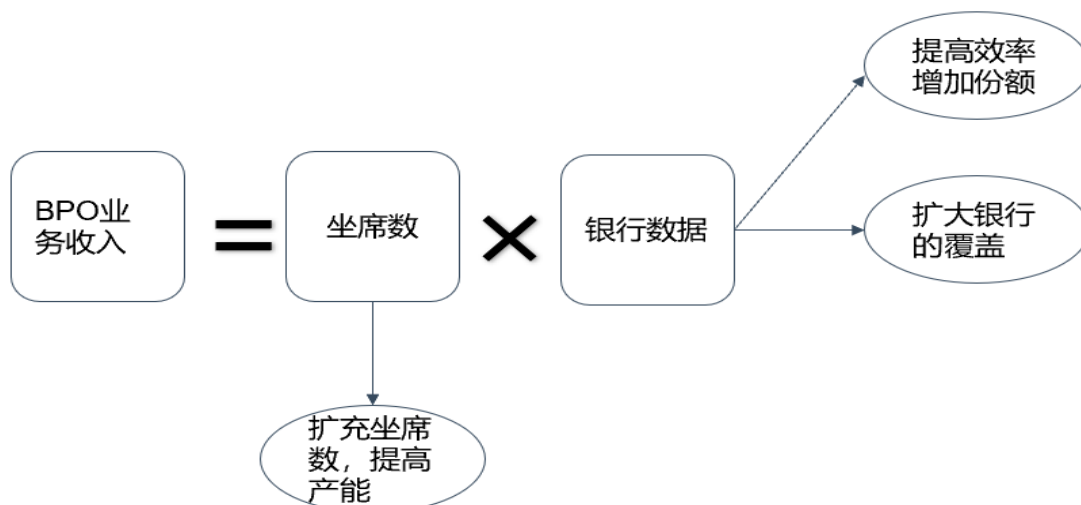 提高效率
增加份额
BPO业
务收入
=
坐席数
×
银行数据
扩大银行
的覆盖
扩充坐席
数，提高
产能